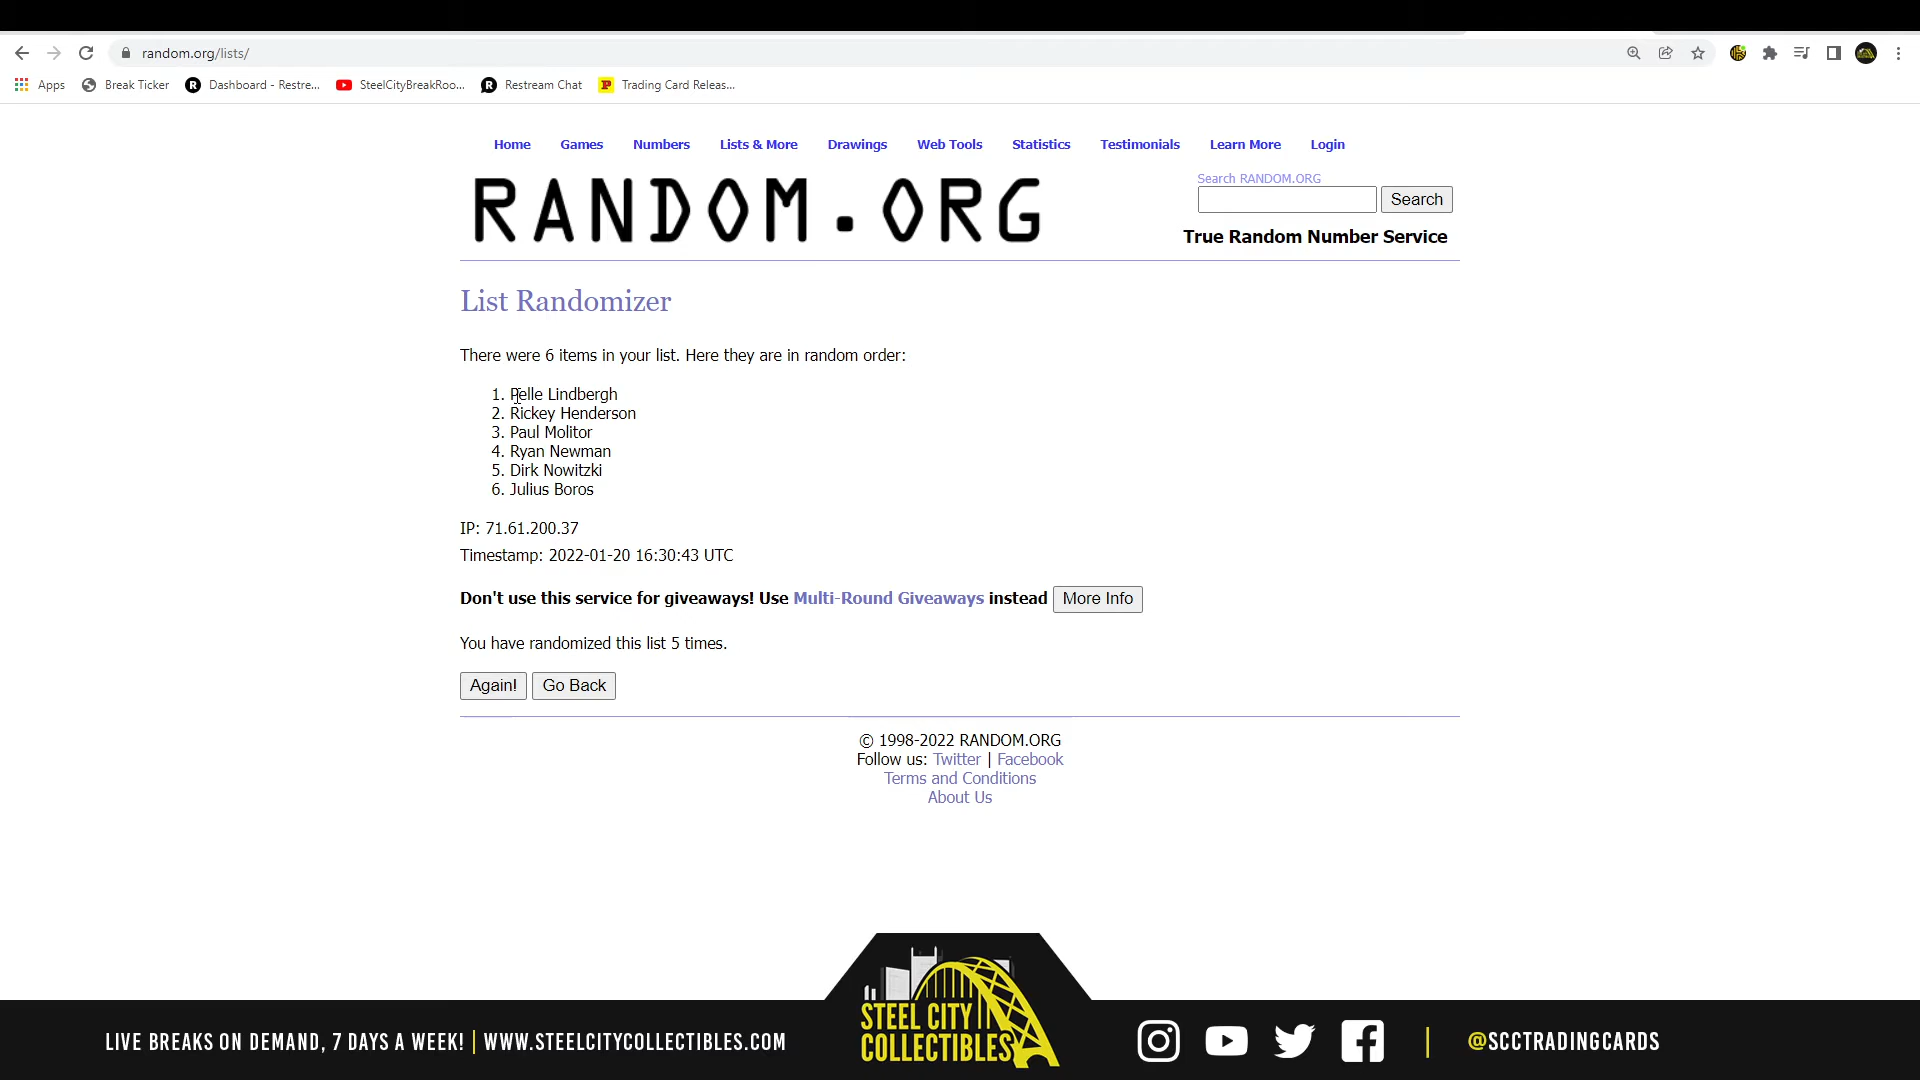 random.org/lists/
Apps Break Ticker Dashboard - Restre... SteelCityBreakRoo... Restream Chat Trading Card Releas...
Home Games Numbers Lists & More Drawings Web Tools Statistics Testimonials Learn More Login
RANDOM.ORG
Search RANDOM.ORG
Search
True Random Number Service
List Randomizer
There were 6 items in your list. Here they are in random order:
1. Pelle Lindbergh
2. Rickey Henderson
3. Paul Molitor
4. Ryan Newman
5. Dirk Nowitzki
6. Julius Boros
IP: 71.61.200.37
Timestamp: 2022-01-20 16:30:43 UTC
Don't use this service for giveaways! Use Multi-Round Giveaways instead More Info
You have randomized this list 5 times.
Again! Go Back
© 1998-2022 RANDOM.ORG
Follow us: Twitter | Facebook
Terms and Conditions
About Us
LIVE BREAKS ON DEMAND, 7 DAYS A WEEK! | WWW.STEELCITYCOLLECTIBLES.COM
STEEL CITY
COLLECTIBLES
| @SCCTRADINGCARDS